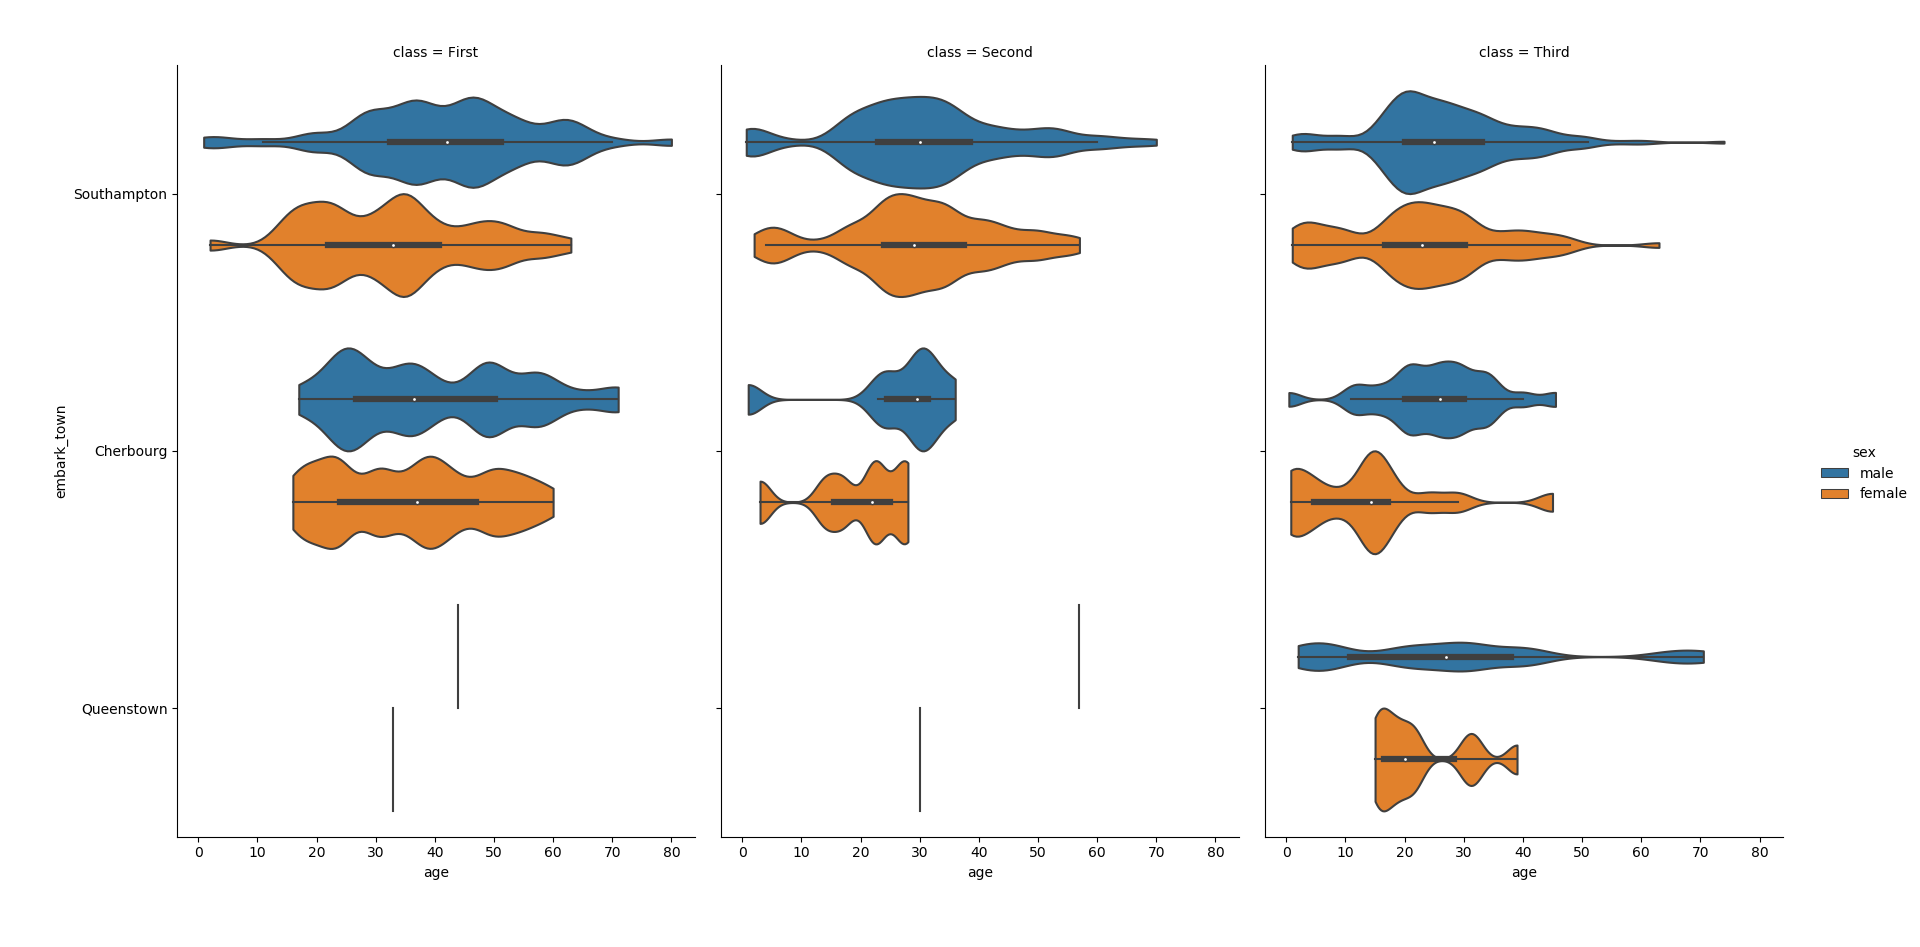 class = First
class = Second
class = Third
embark_town
Southampton
Cherbourg
Queenstown
0 10 20 30 40 50 60 70 80
0 10 20 30 40 50 60 70 80
0 10 20 30 40 50 60 70 80
age
age
age
sex
male
female